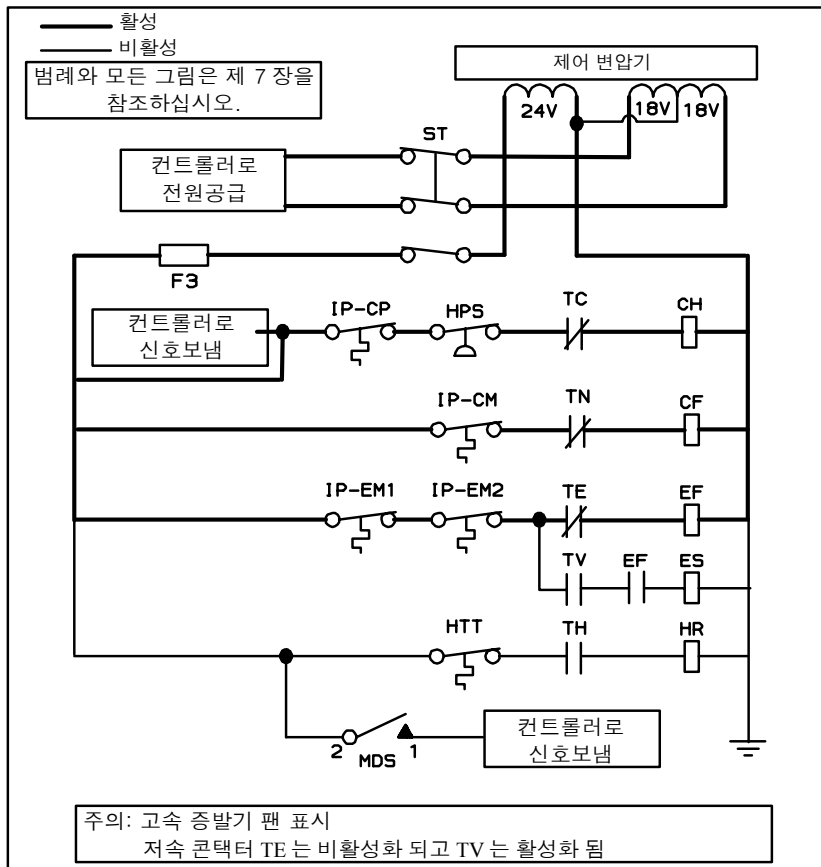 활성
비활성
범례와 모든 그림은 제 7 장을
참조하십시오.
제어 변압기
24V
18V
18V
ST
컨트롤러로
전원공급
F3
컨트롤러로
신호보냄
IP-CP
HPS
TC
CH
IP-CM
TN
CF
IP-EM1
IP-EM2
TE
EF
TV
EF
ES
HTT
TH
HR
2
MDS
1
컨트롤러로
신호보냄
주의: 고속 증발기 팬 표시
저속 콘택터 TE 는 비활성화 되고 TV 는 활성화 됨